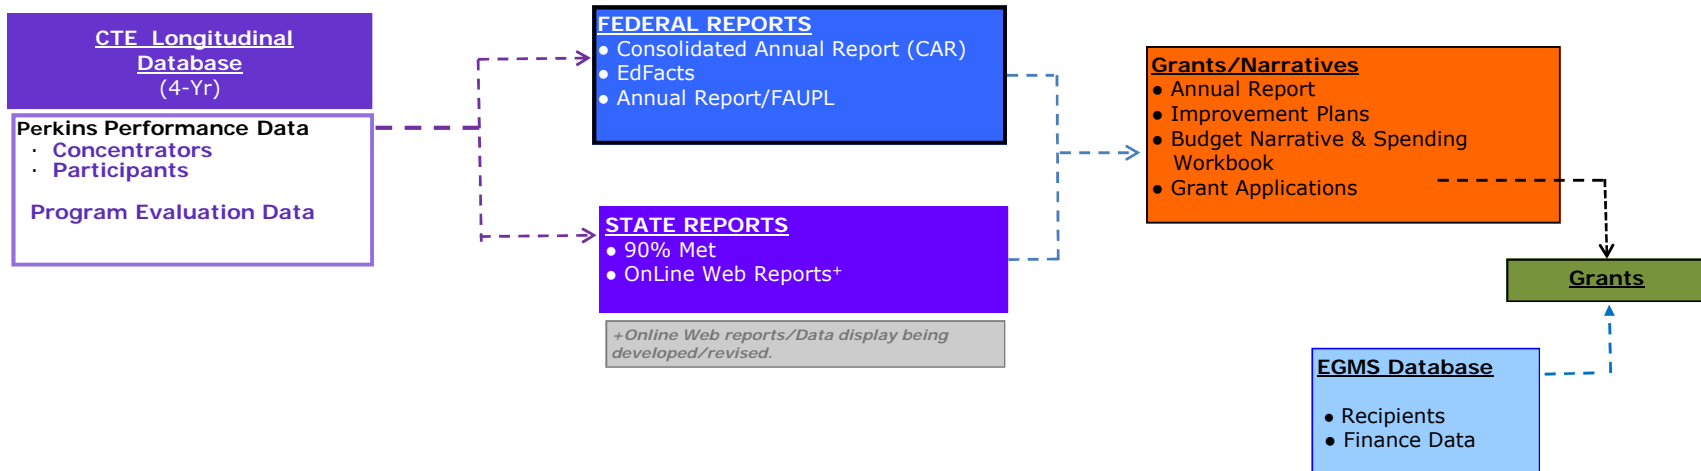 CTE Longitudinal
Database
(4-Yr)
Perkins Performance Data
· Concentrators
· Participants
Program Evaluation Data
FEDERAL REPORTS
● Consolidated Annual Report (CAR)
● EdFacts
● Annual Report/FAUPL
STATE REPORTS
● 90% Met
● OnLine Web Reports+
+Online Web reports/Data display being
developed/revised.
Grants/Narratives
● Annual Report
● Improvement Plans
● Budget Narrative & Spending
Workbook
● Grant Applications
Grants
EGMS Database
● Recipients
● Finance Data